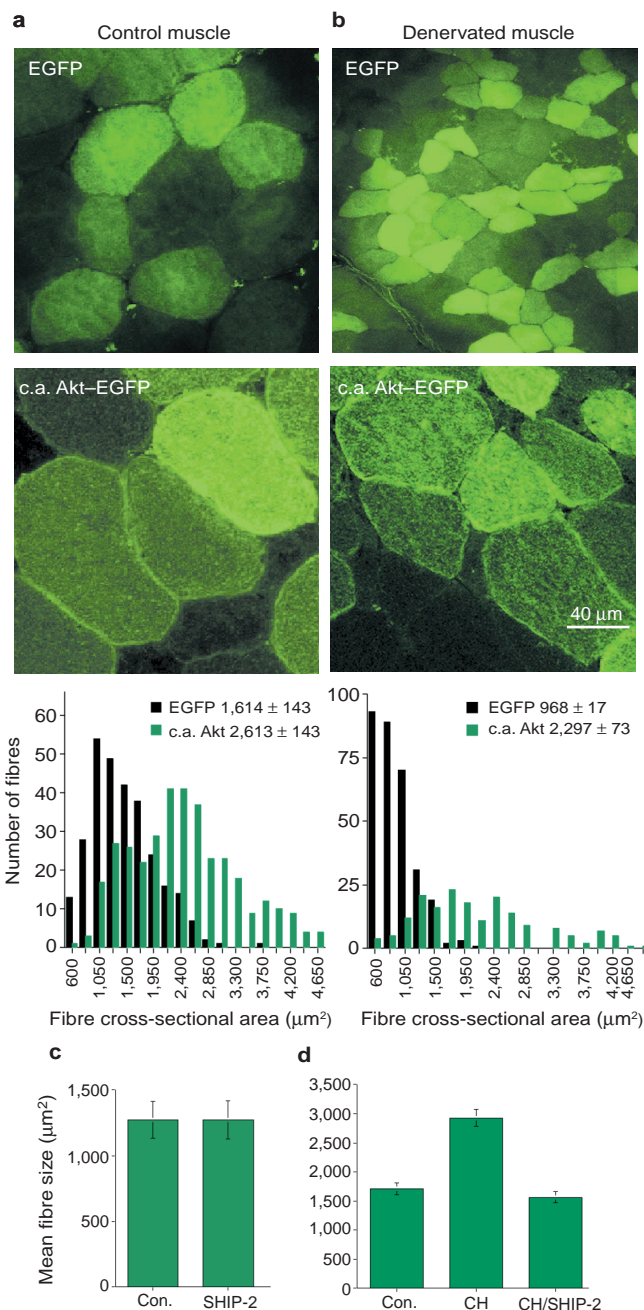 a
Control muscle
EGFP
c.a. Akt–EGFP
60
50
40
30
20
10
0
Number of fibres
EGFP 1,614 ± 143
c.a. Akt 2,613 ± 143
600
1,050
1,500
1,950
2,400
2,850
3,300
3,750
4,200
4,650
Fibre cross-sectional area (µm²)
b
Denervated muscle
EGFP
c.a. Akt–EGFP
40 µm
100
75
50
25
0
EGFP 968 ± 17
c.a. Akt 2,297 ± 73
600
1,050
1,500
1,950
2,400
2,850
3,300
3,750
4,200
4,650
Fibre cross-sectional area (µm²)
c
Mean fibre size (µm²)
1,500
1,000
500
0
Con.
SHIP-2
d
3,500
3,000
2,500
2,000
1,500
1,000
500
0
Con.
CH
CH/SHIP-2